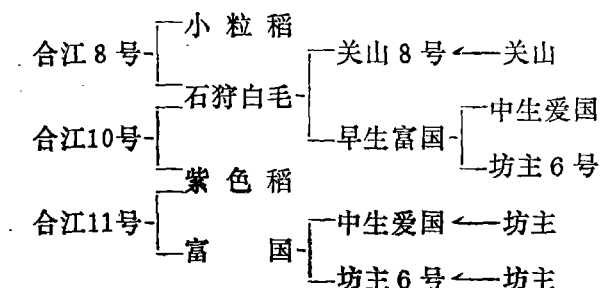 小粒稻
合江8号
关山8号 关山
石狩白毛
中生爱国
合江10号 早生富国
坊主6号
紫色稻
合江11号 中生爱国 坊主
富国
坊主6号 坊主